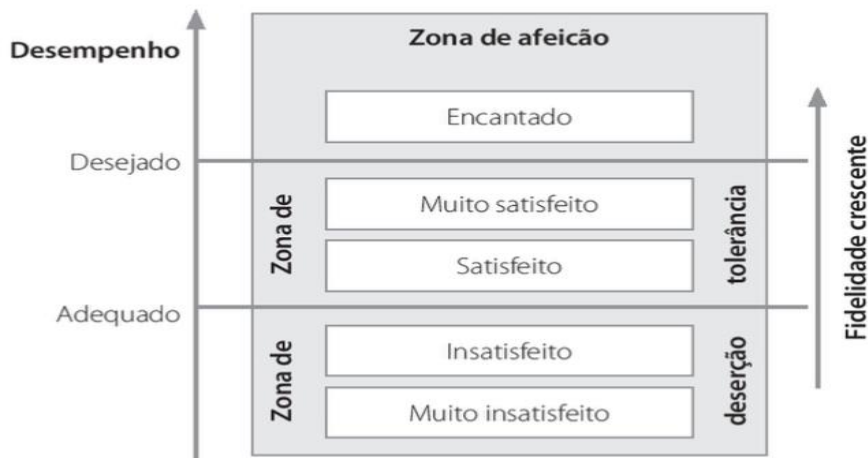 Zona de afeicão
Desempenho
Encantado
Desejado
Muito satisfeito
Satisfeito
Zona de
tolerância
Adequado
Insatisfeito
Muito insatisfeito
Zona de
deserção
Fidelidade crescente